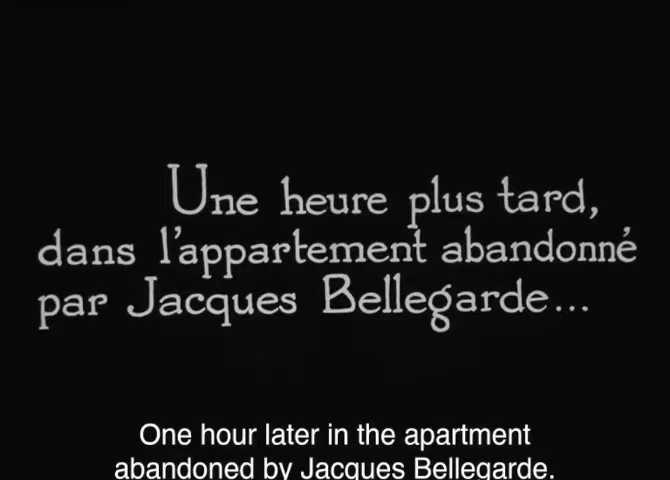 Une heure plus tard,
dans l'appartement abandonné
par Jacques Bellegarde...
One hour later in the apartment
abandoned by Jacques Bellegarde.